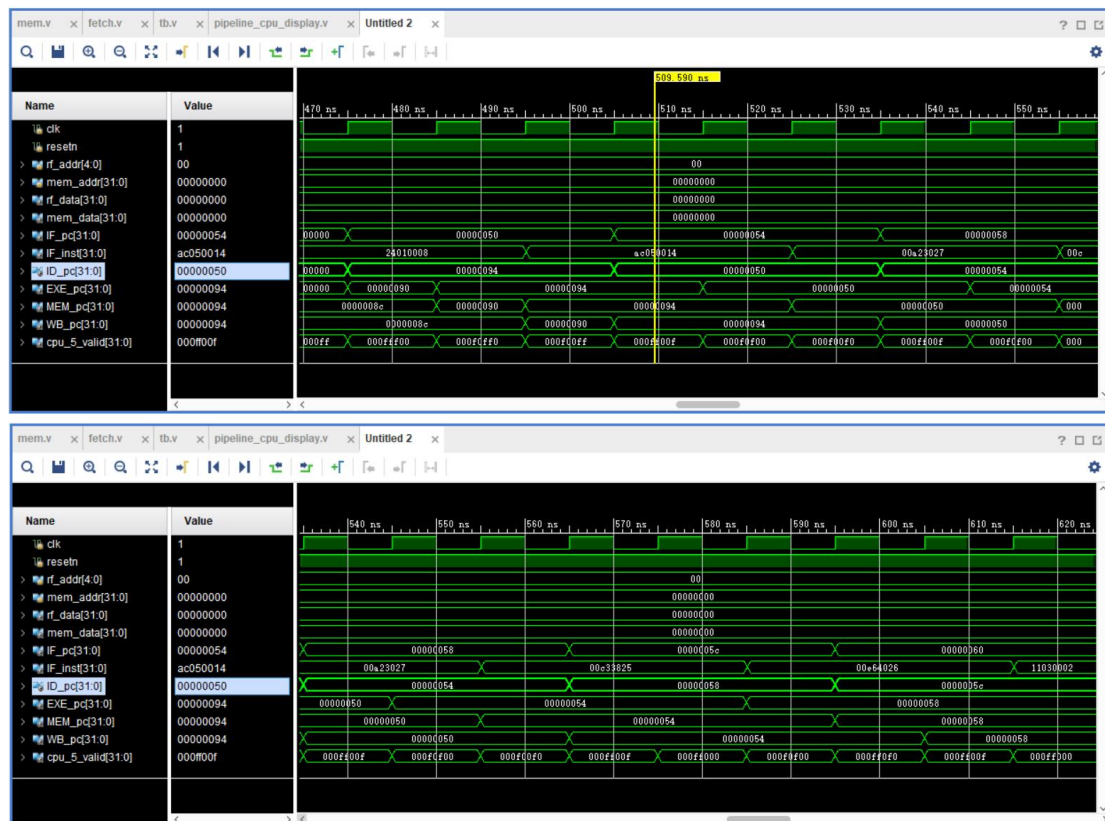 mem.v × fetch.v × tb.v × pipeline_cpu_display.v × Untitled 2 ×
509.590 ns
Name Value 470 ns 480 ns 490 ns 500 ns 510 ns 520 ns 530 ns 540 ns 550 ns
clk 1
resetn 1
rf_addr[4:0] 00 00
mem_addr[31:0] 00000000 00000000
rf_data[31:0] 00000000 00000000
mem_data[31:0] 00000000 00000000
IF_pc[31:0] 00000054 00000 00000050 00000054 00000058
IF_inst[31:0] ac050014 24010008 ac050014 00a23027 00c
ID_pc[31:0] 00000050 00000 00000094 00000050 00000054
EXE_pc[31:0] 00000094 00000 00000090 00000094 00000050 00000054
MEM_pc[31:0] 00000094 0000008c 00000090 00000094 00000050 000
WB_pc[31:0] 00000094 0000008c 00000090 00000094 00000050
cpu_5_valid[31:0] 000ff00f 000ff 000fff00 000f0ff0 000f00ff 000ff00f 000f0f00 000f00f0 000ff00f 000f0f00 000
mem.v × fetch.v × tb.v × pipeline_cpu_display.v × Untitled 2 ×
Name Value 540 ns 550 ns 560 ns 570 ns 580 ns 590 ns 600 ns 610 ns 620 ns
clk 1
resetn 1
rf_addr[4:0] 00 00
mem_addr[31:0] 00000000 00000000
rf_data[31:0] 00000000 00000000
mem_data[31:0] 00000000 00000000
IF_pc[31:0] 00000054 00000058 0000005c 00000060
IF_inst[31:0] ac050014 00a23027 00c33825 00e64026 11030002
ID_pc[31:0] 00000050 00000054 00000058 0000005c
EXE_pc[31:0] 00000094 00000050 00000054 00000058
MEM_pc[31:0] 00000094 00000050 00000054 00000058
WB_pc[31:0] 00000094 00000050 00000054 00000058
cpu_5_valid[31:0] 000ff00f 000ff00f 000f0f00 000f00f0 000ff00f 000ff000 000f0f00 000f00f0 000ff00f 000ff000